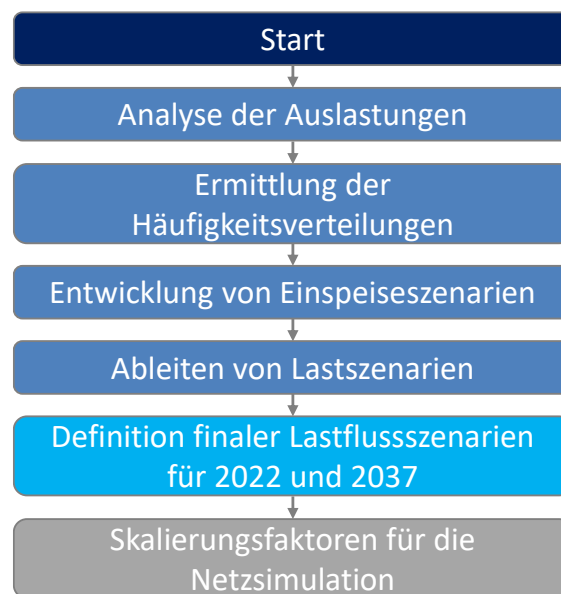 Start
Analyse der Auslastungen
Ermittlung der
Häufigkeitsverteilungen
Entwicklung von Einspeiseszenarien
Ableiten von Lastszenarien
Definition finaler Lastflussszenarien
für 2022 und 2037
Skalierungsfaktoren für die
Netzsimulation